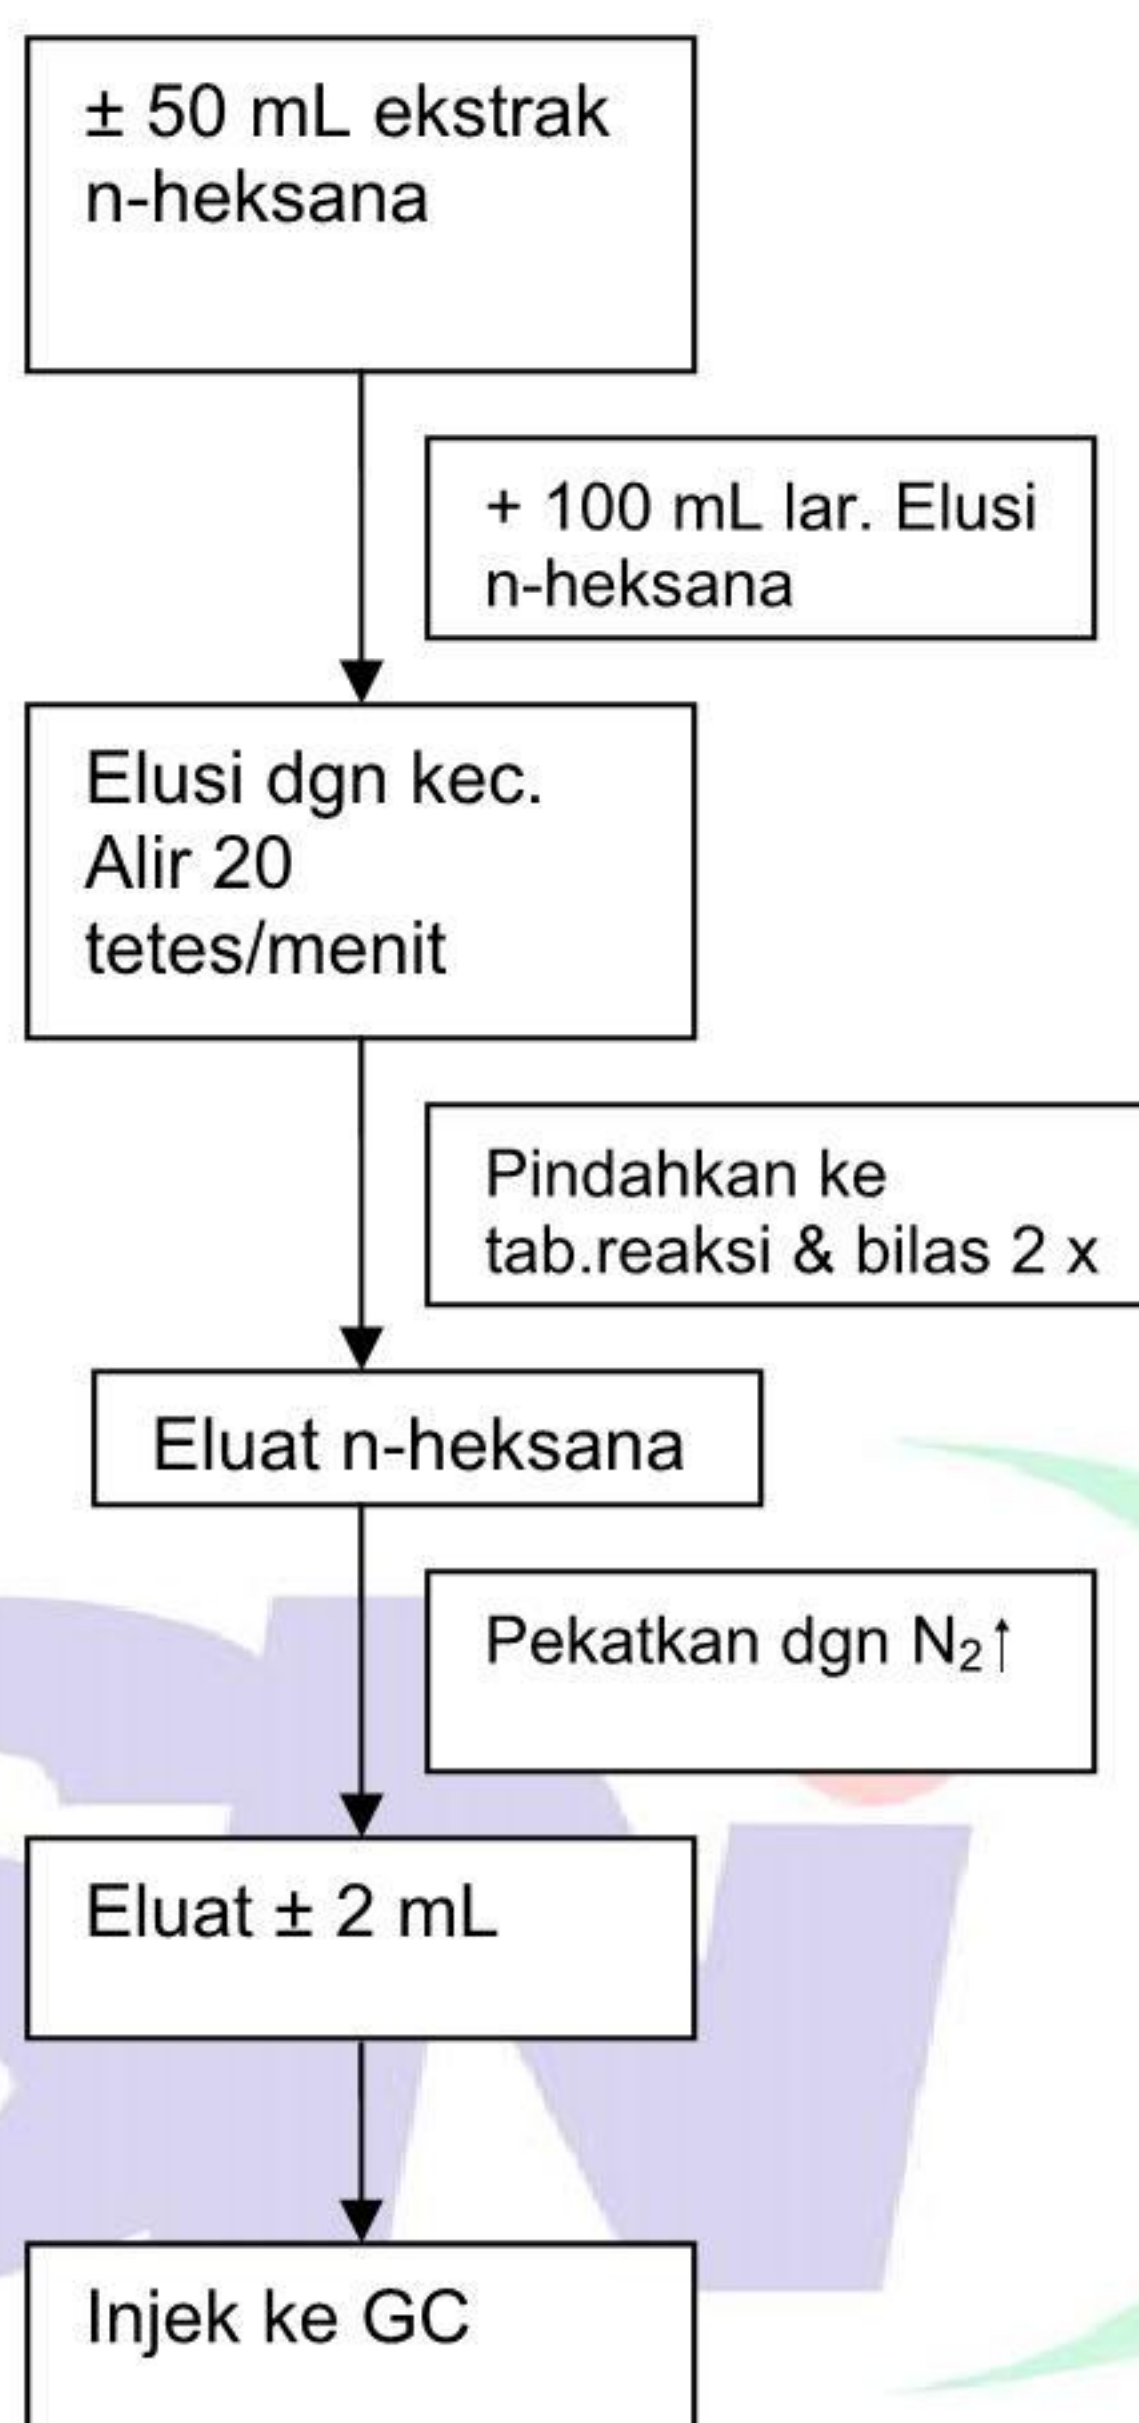 ± 50 mL ekstrak
n-heksana
+ 100 mL lar. Elusi
n-heksana
Elusi dgn kec.
Alir 20
tetes/menit
Pindahkan ke
tab.reaksi & bilas 2 x
Eluat n-heksana
Pekatkan dgn N₂↑
Eluat ± 2 mL
Injek ke GC